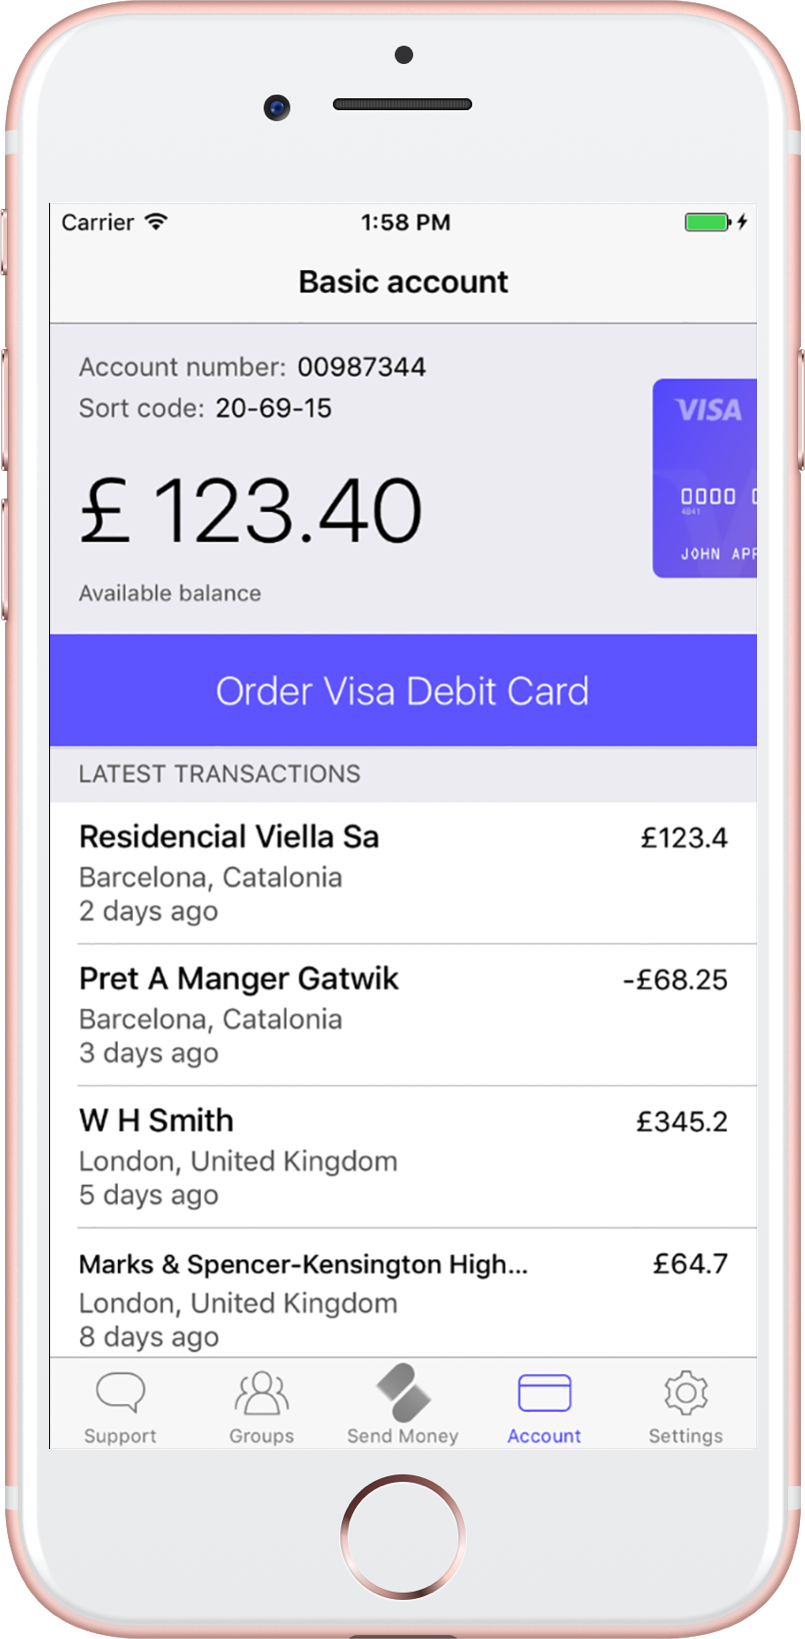 Carrier 1:58 PM
Basic account
Account number: 00987344
Sort code: 20-69-15
£ 123.40
Available balance
VISA
0000
4841
JOHN APP
Order Visa Debit Card
LATEST TRANSACTIONS
Residencial Viella Sa £123.4
Barcelona, Catalonia
2 days ago
Pret A Manger Gatwik -£68.25
Barcelona, Catalonia
3 days ago
W H Smith £345.2
London, United Kingdom
5 days ago
Marks & Spencer-Kensington High... £64.7
London, United Kingdom
8 days ago
Support Groups Send Money Account Settings